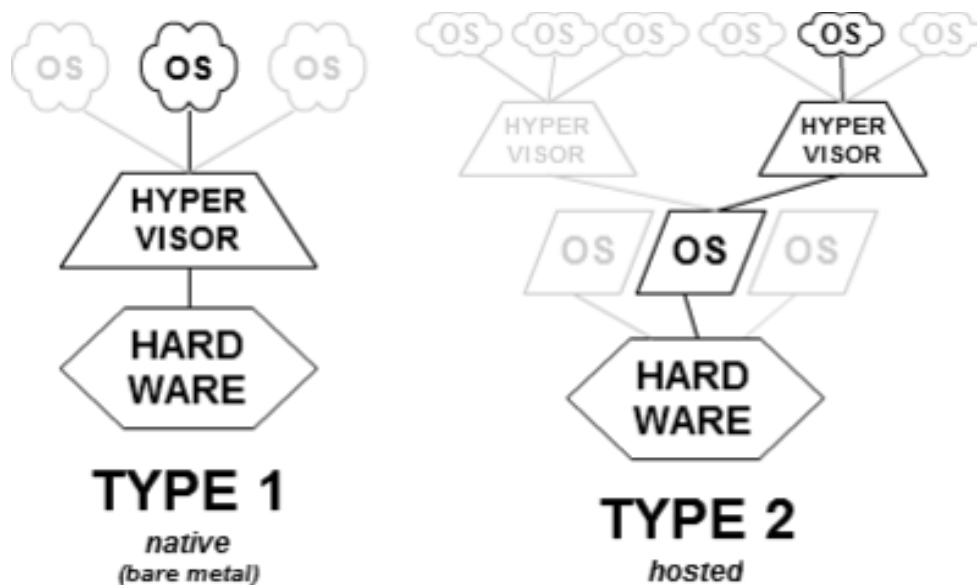 OS
OS
OS
HYPER
VISOR
HARD
WARE
TYPE 1
native
(bare metal)
OS
OS
OS
OS
OS
OS
HYPER
VISOR
HYPER
VISOR
OS
OS
OS
HARD
WARE
TYPE 2
hosted